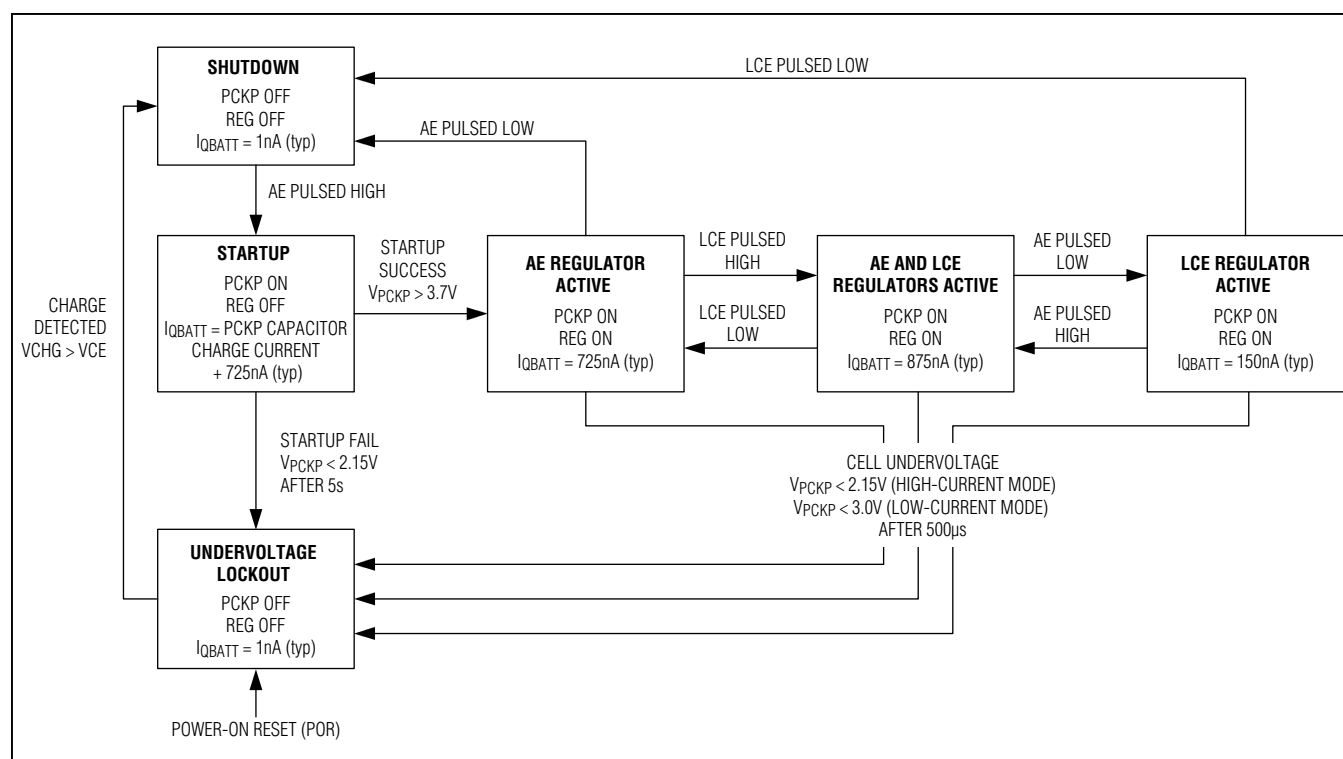 SHUTDOWN
PCKP OFF
REG OFF
IQBATT = 1nA (typ)
LCE PULSED LOW
AE PULSED LOW
AE PULSED HIGH
STARTUP
PCKP ON
REG OFF
IQBATT = PCKP CAPACITOR
CHARGE CURRENT
+ 725nA (typ)
STARTUP
SUCCESS
VPCKP > 3.7V
AE REGULATOR
ACTIVE
PCKP ON
REG ON
IQBATT = 725nA (typ)
LCE PULSED
HIGH
LCE PULSED
LOW
AE AND LCE
REGULATORS ACTIVE
PCKP ON
REG ON
IQBATT = 875nA (typ)
AE PULSED
LOW
AE PULSED
HIGH
LCE REGULATOR
ACTIVE
PCKP ON
REG ON
IQBATT = 150nA (typ)
CHARGE
DETECTED
VCHG > VCE
STARTUP FAIL
VPCKP < 2.15V
AFTER 5s
CELL UNDERVOLTAGE
VPCKP < 2.15V (HIGH-CURRENT MODE)
VPCKP < 3.0V (LOW-CURRENT MODE)
AFTER 500µs
UNDERVOLTAGE
LOCKOUT
PCKP OFF
REG OFF
IQBATT = 1nA (typ)
POWER-ON RESET (POR)